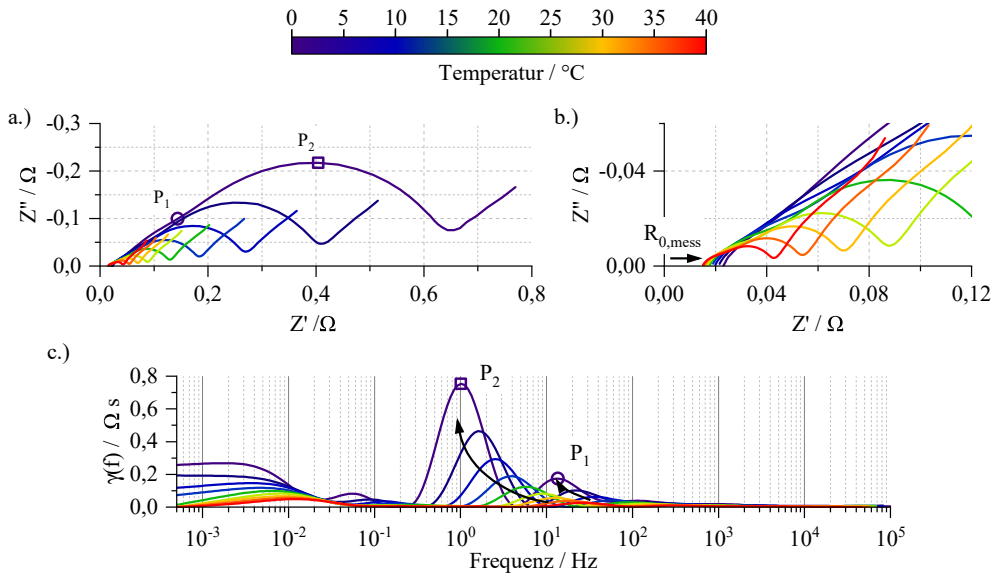 0 5 10 15 20 25 30 35 40
Temperatur / °C
a.)
-0,3
-0,2
-0,1
0,0
Z'' / Ω
P₁
P₂
0,0 0,2 0,4 0,6 0,8
Z' /Ω
b.)
-0,04
0,00
Z'' / Ω
R₀,mess
0,00 0,04 0,08 0,12
Z' / Ω
c.)
0,8
0,6
0,4
0,2
0,0
γ(f) / Ω s
P₂
P₁
10⁻³ 10⁻² 10⁻¹ 10⁰ 10¹ 10² 10³ 10⁴ 10⁵
Frequenz / Hz